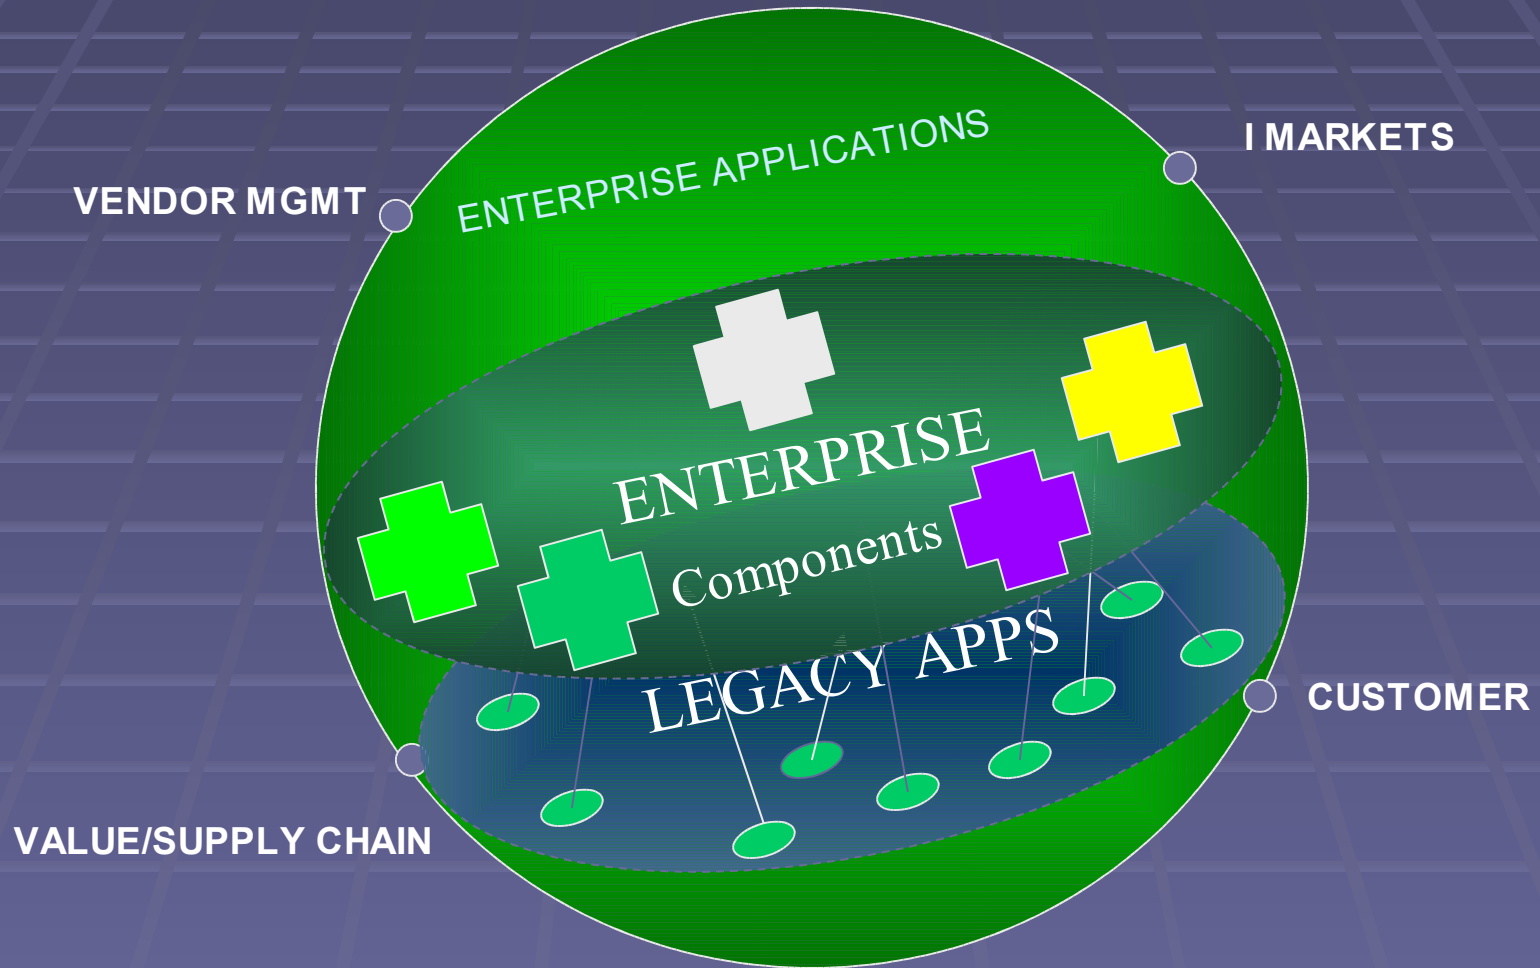 I MARKETS
ENTERPRISE APPLICATIONS
VENDOR MGMT
ENTERPRISE
Components
LEGACY APPS
CUSTOMER
VALUE/SUPPLY CHAIN